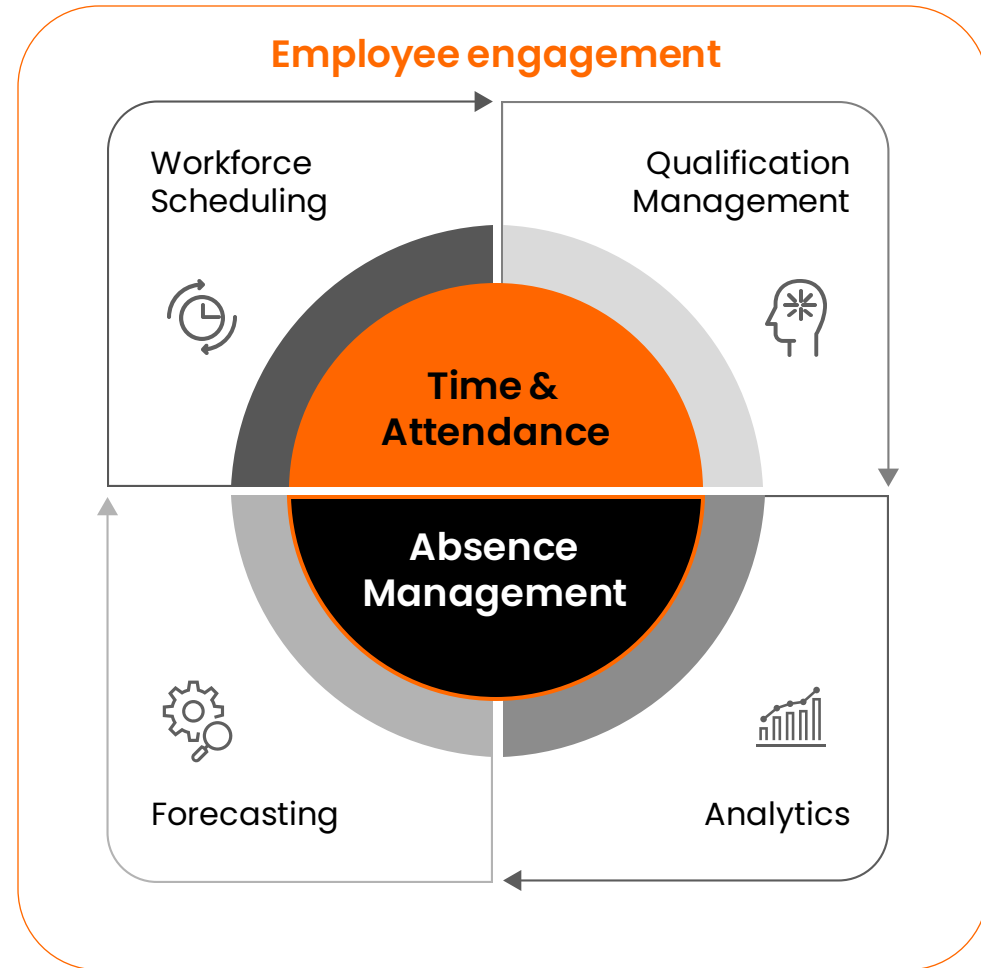 Employee engagement
Workforce
Scheduling
Qualification
Management
Time &
Attendance
Absence
Management
Forecasting
Analytics